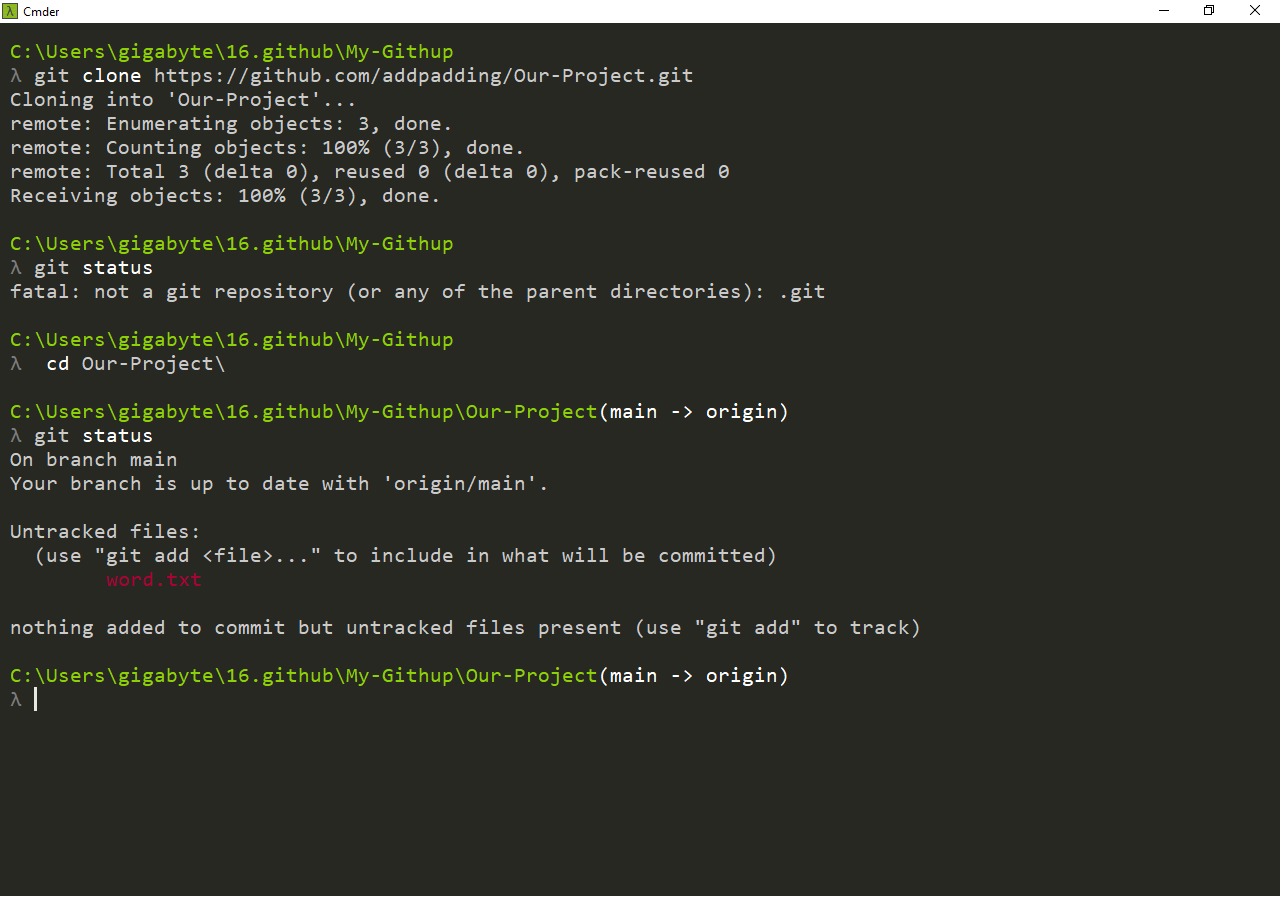 λ Cmder
C:\Users\gigabyte\16.github\My-Githup
λ git clone https://github.com/addpadding/Our-Project.git
Cloning into 'Our-Project'...
remote: Enumerating objects: 3, done.
remote: Counting objects: 100% (3/3), done.
remote: Total 3 (delta 0), reused 0 (delta 0), pack-reused 0
Receiving objects: 100% (3/3), done.
C:\Users\gigabyte\16.github\My-Githup
λ git status
fatal: not a git repository (or any of the parent directories): .git
C:\Users\gigabyte\16.github\My-Githup
λ  cd Our-Project\
C:\Users\gigabyte\16.github\My-Githup\Our-Project(main -> origin)
λ git status
On branch main
Your branch is up to date with 'origin/main'.
Untracked files:
  (use "git add <file>..." to include in what will be committed)
        word.txt
nothing added to commit but untracked files present (use "git add" to track)
C:\Users\gigabyte\16.github\My-Githup\Our-Project(main -> origin)
λ